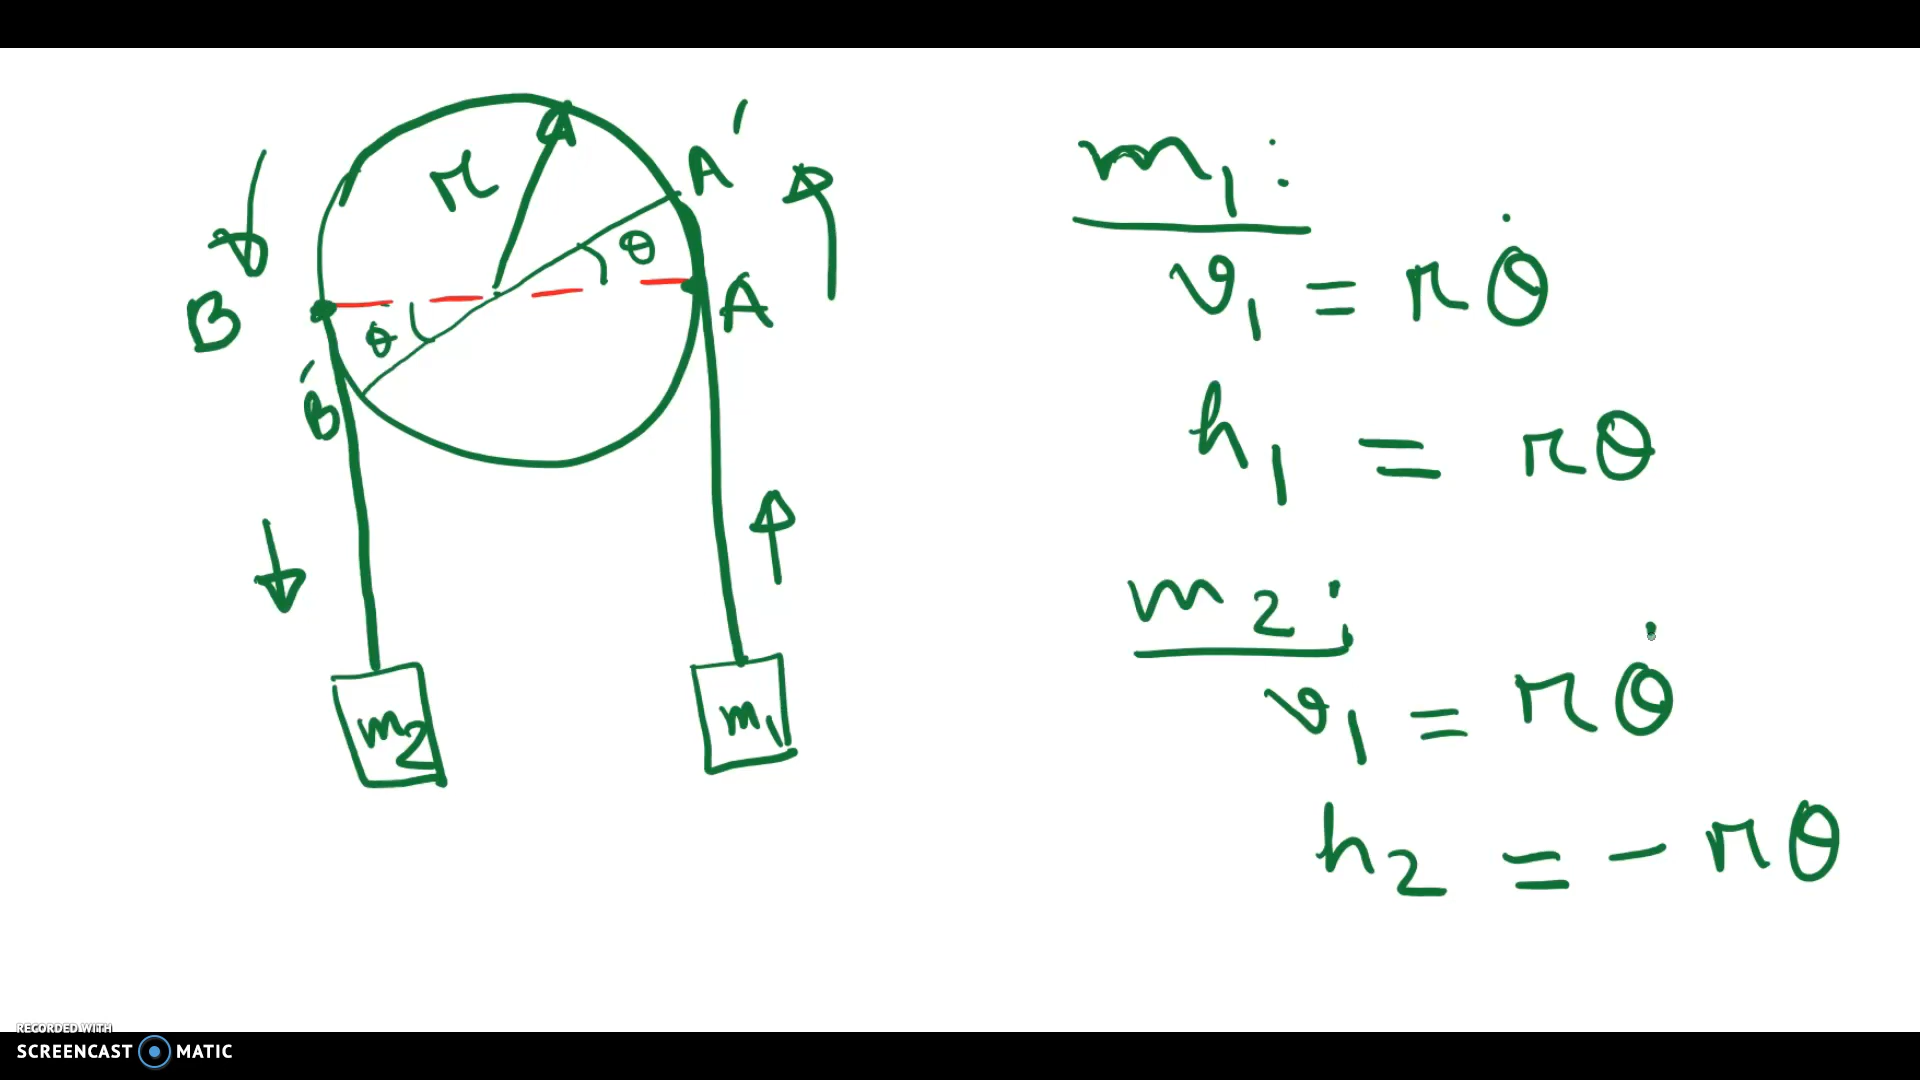 r
A'
θ
A
B
θ
B'
m2
m1
m1:
v1 = rθ̇
h1 = rθ
m2:
v1 = rθ̇
h2 = - rθ
RECORDED WITH
SCREENCAST MATIC